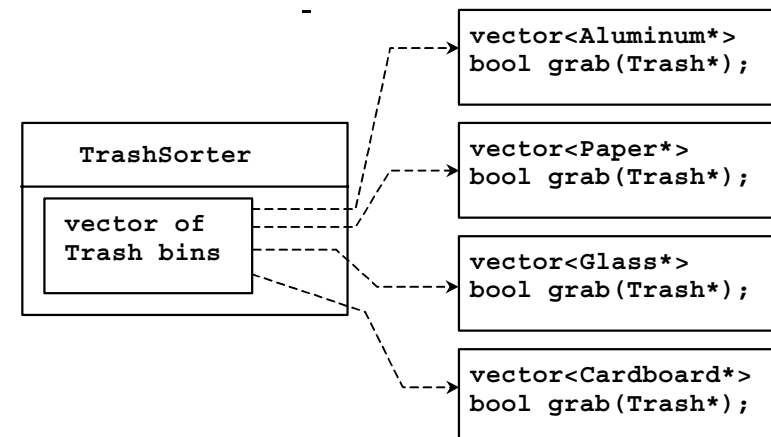 TrashSorter
vector of
Trash bins
vector<Aluminum*>
bool grab(Trash*);
vector<Paper*>
bool grab(Trash*);
vector<Glass*>
bool grab(Trash*);
vector<Cardboard*>
bool grab(Trash*);